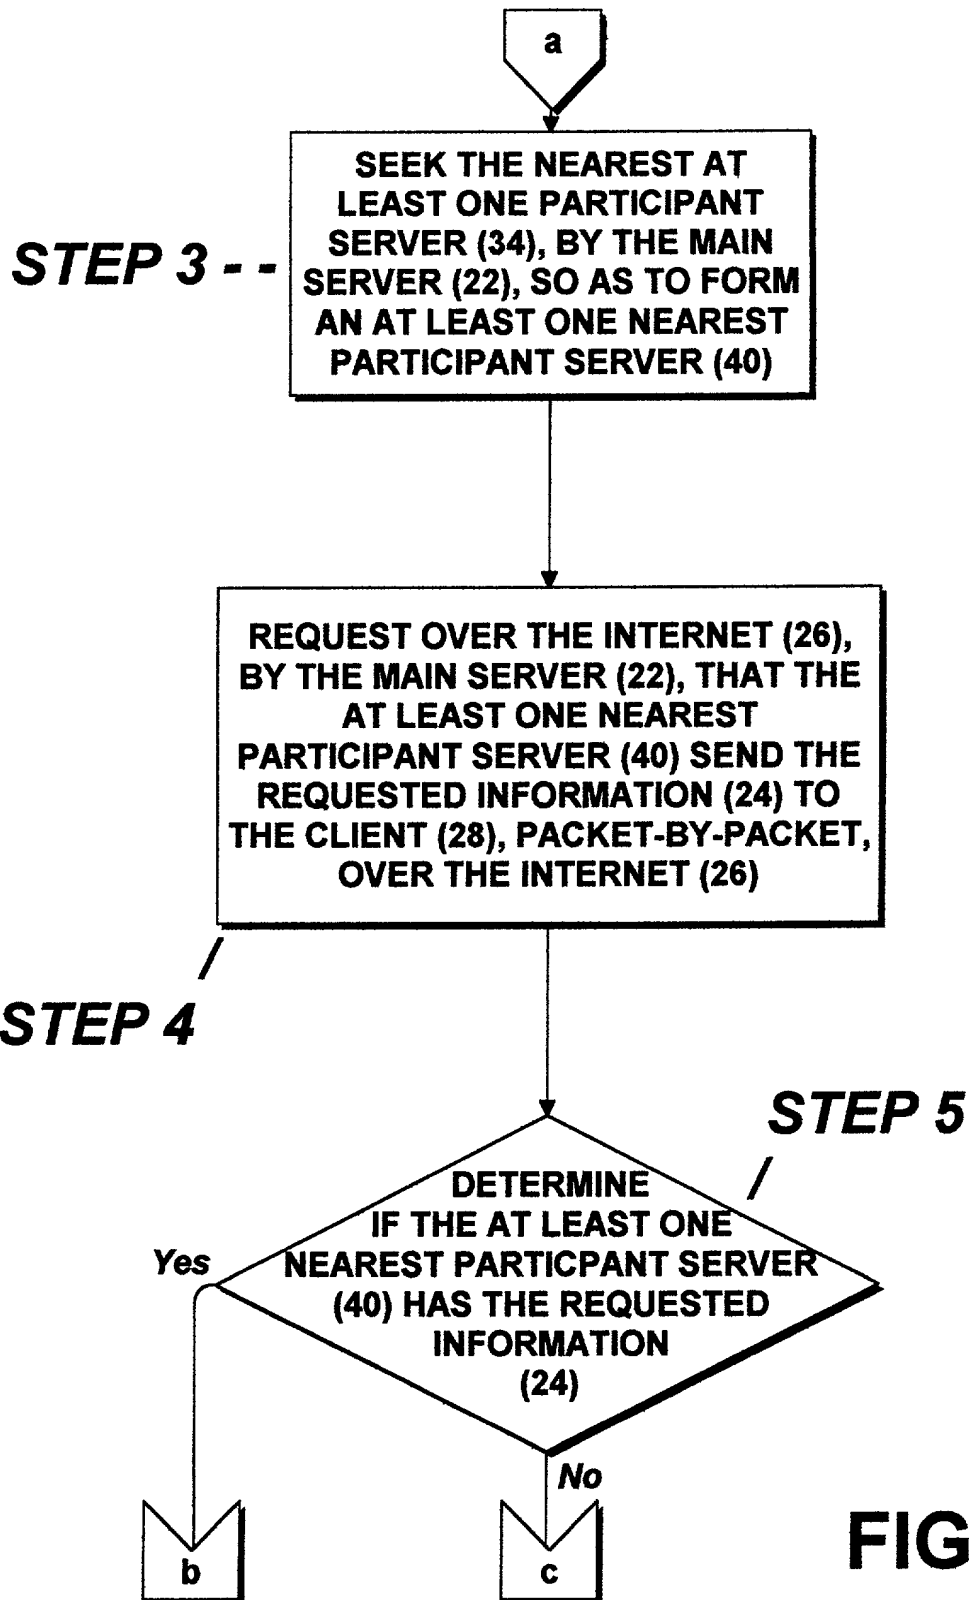 a
SEEK THE NEAREST AT
LEAST ONE PARTICIPANT
SERVER (34), BY THE MAIN
SERVER (22), SO AS TO FORM
AN AT LEAST ONE NEAREST
PARTICIPANT SERVER (40)
STEP 3 - -
REQUEST OVER THE INTERNET (26),
BY THE MAIN SERVER (22), THAT THE
AT LEAST ONE NEAREST
PARTICIPANT SERVER (40) SEND THE
REQUESTED INFORMATION (24) TO
THE CLIENT (28), PACKET-BY-PACKET,
OVER THE INTERNET (26)
STEP 4
STEP 5
DETERMINE
IF THE AT LEAST ONE
NEAREST PARTICPANT SERVER
(40) HAS THE REQUESTED
INFORMATION
(24)
Yes
No
b
c
FIG